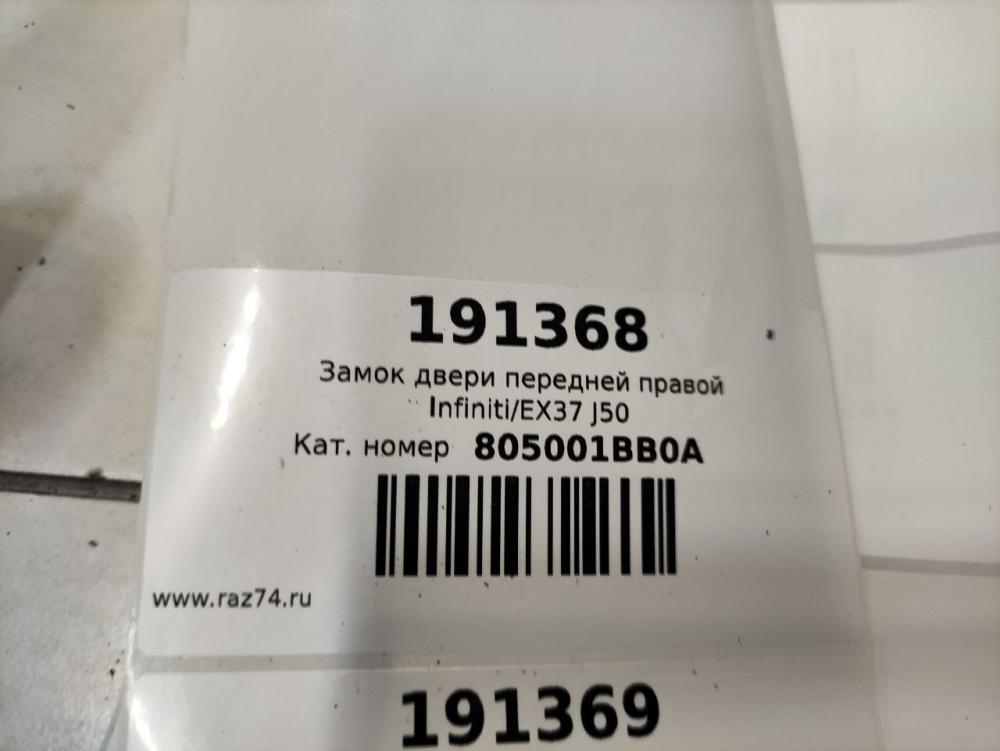 191368
Замок двери передней правой
Infiniti/EX37 J50
Кат. номер 805001BB0A
www.raz74.ru
191369